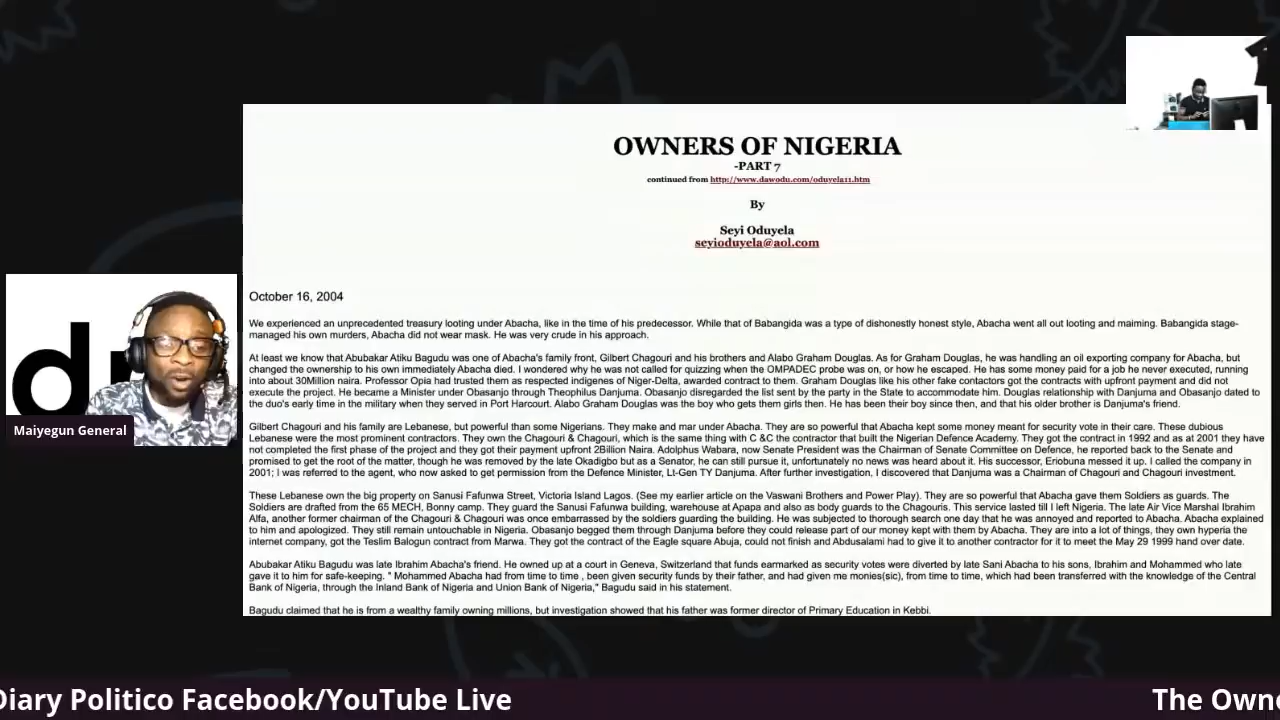 OWNERS OF NIGERIA
-PART 7
continued from http://www.dawodu.com/oduyela11.htm
By
Seyi Oduyela
seyioduyela@aol.com
October 16, 2004
We experienced an unprecedented treasury looting under Abacha, like in the time of his predecessor. While that of Babangida was a type of dishonestly honest style, Abacha went all out looting and maiming. Babangida stage-
managed his own murders, Abacha did not wear mask. He was very crude in his approach.
At least we know that Abubakar Atiku Bagudu was one of Abacha's family front, Gilbert Chagouri and his brothers and Alabo Graham Douglas. As for Graham Douglas, he was handling an oil exporting company for Abacha, but
changed the ownership to his own immediately Abacha died. I wondered why he was not called for quizzing when the OMPADEC probe was on, or how he escaped. He has some money paid for a job he never executed, running
into about 30Million naira. Professor Opia had trusted them as respected indigenes of Niger-Delta, awarded contract to them. Graham Douglas like his other fake contactors got the contracts with upfront payment and did not
execute the project. He became a Minister under Obasanjo through Theophilus Danjuma. Obasanjo disregarded the list sent by the party in the State to accommodate him. Douglas relationship with Danjuma and Obasanjo dated to
the duo's early time in the military when they served in Port Harcourt. Alabo Graham Douglas was the boy who gets them girls then. He has been their boy since then, and that his older brother is Danjuma's friend.
Gilbert Chagouri and his family are Lebanese, but powerful than some Nigerians. They make and mar under Abacha. They are so powerful that Abacha kept some money meant for security vote in their care. These dubious
Lebanese were the most prominent contractors. They own the Chagouri & Chagouri, which is the same thing with C &C the contractor that built the Nigerian Defence Academy. They got the contract in 1992 and as at 2001 they have
not completed the first phase of the project and they got their payment upfront 2Billion Naira. Adolphus Wabara, now Senate President was the Chairman of Senate Committee on Defence, he reported back to the Senate and
promised to get the root of the matter, though he was removed by the late Okadigbo but as a Senator, he can still pursue it, unfortunately no news was heard about it. His successor, Eriobuna messed it up. I called the company in
2001; I was referred to the agent, who now asked to get permission from the Defence Minister, Lt-Gen TY Danjuma. After further investigation, I discovered that Danjuma was a Chairman of Chagouri and Chagouri investment.
These Lebanese own the big property on Sanusi Fafunwa Street, Victoria Island Lagos. (See my earlier article on the Vaswani Brothers and Power Play). They are so powerful that Abacha gave them Soldiers as guards. The
Soldiers are drafted from the 65 MECH, Bonny camp. They guard the Sanusi Fafunwa building, warehouse at Apapa and also as body guards to the Chagouris. This service lasted till I left Nigeria. The late Air Vice Marshal Ibrahim
Alfa, another former chairman of the Chagouri & Chagouri was once embarrassed by the soldiers guarding the building. He was subjected to thorough search one day that he was annoyed and reported to Abacha. Abacha explained
to him and apologized. They still remain untouchable in Nigeria. Obasanjo begged them through Danjuma before they could release part of our money kept with them by Abacha. They are into a lot of things, they own hyperia the
internet company, got the Teslim Balogun contract from Marwa. They got the contract of the Eagle square Abuja, could not finish and Abdusalami had to give it to another contractor for it to meet the May 29 1999 hand over date.
Abubakar Atiku Bagudu was late Ibrahim Abacha's friend. He owned up at a court in Geneva, Switzerland that funds earmarked as security votes were diverted by late Sani Abacha to his sons, Ibrahim and Mohammed who late
gave it to him for safe-keeping. " Mohammed Abacha had from time to time , been given security funds by their father, and had given me monies(sic), from time to time, which had been transferred with the knowledge of the Central
Bank of Nigeria, through the Inland Bank of Nigeria and Union Bank of Nigeria," Bagudu said in his statement.
Bagudu claimed that he is from a wealthy family owning millions, but investigation showed that his father was former director of Primary Education in Kebbi.
Maiyegun General
Diary Politico Facebook/YouTube Live
The Own